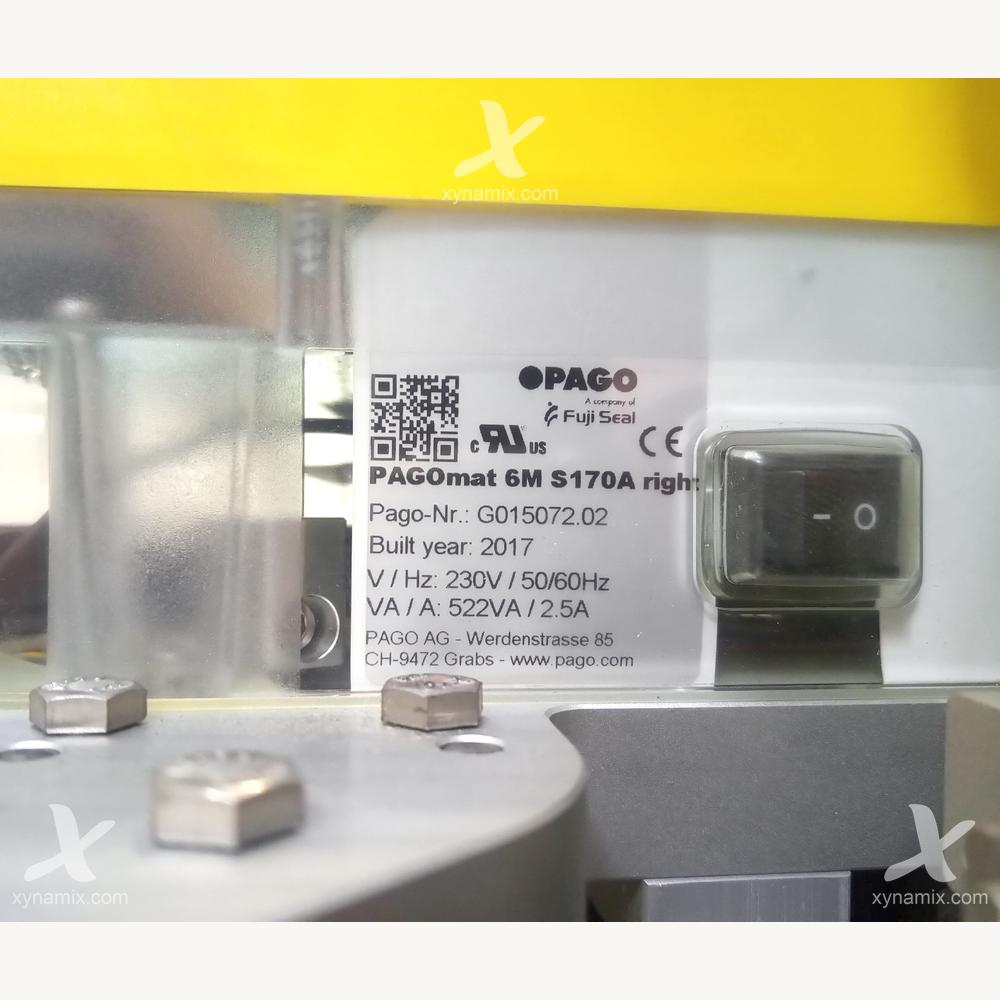 xynamix.com
PAGO
A company of
Fuji Seal
c RU US
CE
PAGOmat 6M S170A right
Pago-Nr.: G015072.02
Built year: 2017
V / Hz: 230V / 50/60Hz
VA / A: 522VA / 2.5A
PAGO AG - Werdenstrasse 85
CH-9472 Grabs - www.pago.com
- O
xynamix.com
xynamix.com